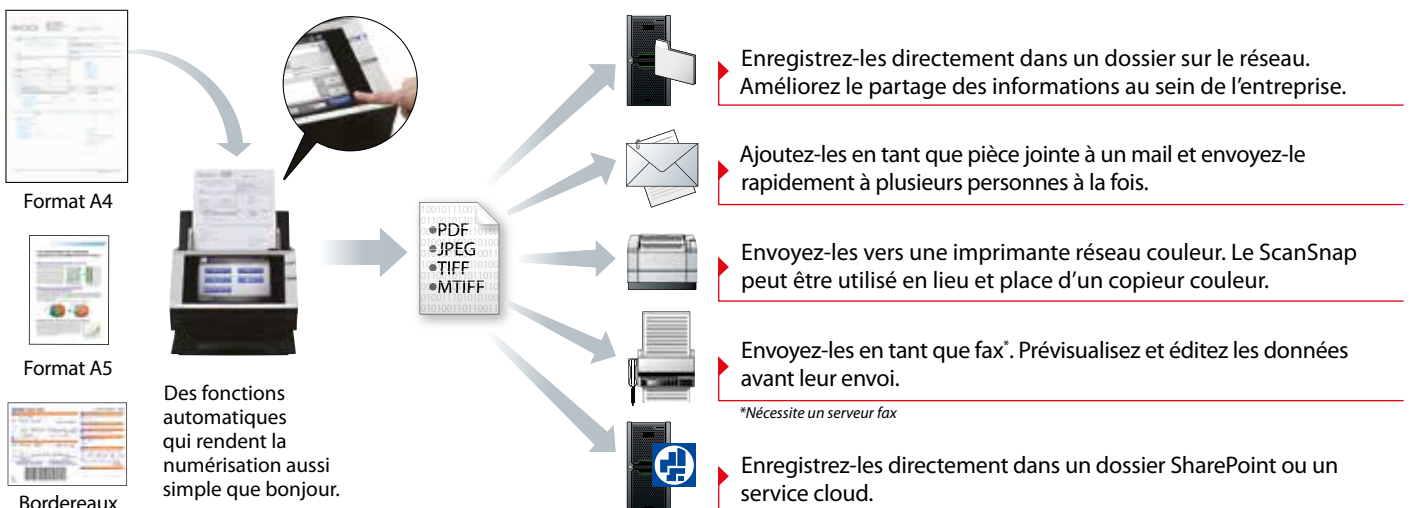 Format A4
Format A5
Bordereaux
Des fonctions
automatiques
qui rendent la
numérisation aussi
simple que bonjour.
•PDF
•JPEG
•TIFF
•MTIFF
Enregistrez-les directement dans un dossier sur le réseau.
Améliorez le partage des informations au sein de l’entreprise.
Ajoutez-les en tant que pièce jointe à un mail et envoyez-le
rapidement à plusieurs personnes à la fois.
Envoyez-les vers une imprimante réseau couleur. Le ScanSnap
peut être utilisé en lieu et place d’un copieur couleur.
Envoyez-les en tant que fax*. Prévisualisez et éditez les données
avant leur envoi.
*Nécessite un serveur fax
Enregistrez-les directement dans un dossier SharePoint ou un
service cloud.